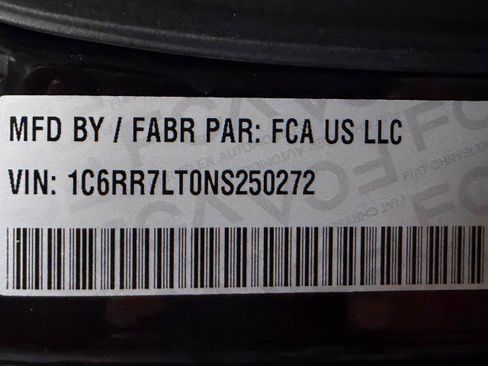 MFD BY / FABR PAR: FCA US LLC
VIN: 1C6RR7LT0NS250272